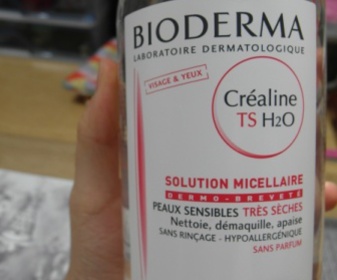 BIODERMA
LABORATOIRE DERMATOLOGIQUE
VISAGE & YEUX
Créaline
TS H2O
SOLUTION MICELLAIRE
DERMO-BREVETÉ
PEAUX SENSIBLES TRÈS SÈCHES
Nettoie, démaquille, apaise
SANS RINÇAGE - HYPOALLERGÉNIQUE
SANS PARFUM